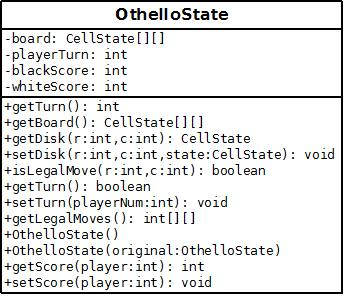 OthelloState
-board: CellState[][]
-playerTurn: int
-blackScore: int
-whiteScore: int
+getTurn(): int
+getBoard(): CellState[][]
+getDisk(r:int,c:int): CellState
+setDisk(r:int,c:int,state:CellState): void
+isLegalMove(r:int,c:int): boolean
+getTurn(): boolean
+setTurn(playerNum:int): void
+getLegalMoves(): int[][]
+OthelloState()
+OthelloState(original:OthelloState)
+getScore(player:int): int
+setScore(player:int): void